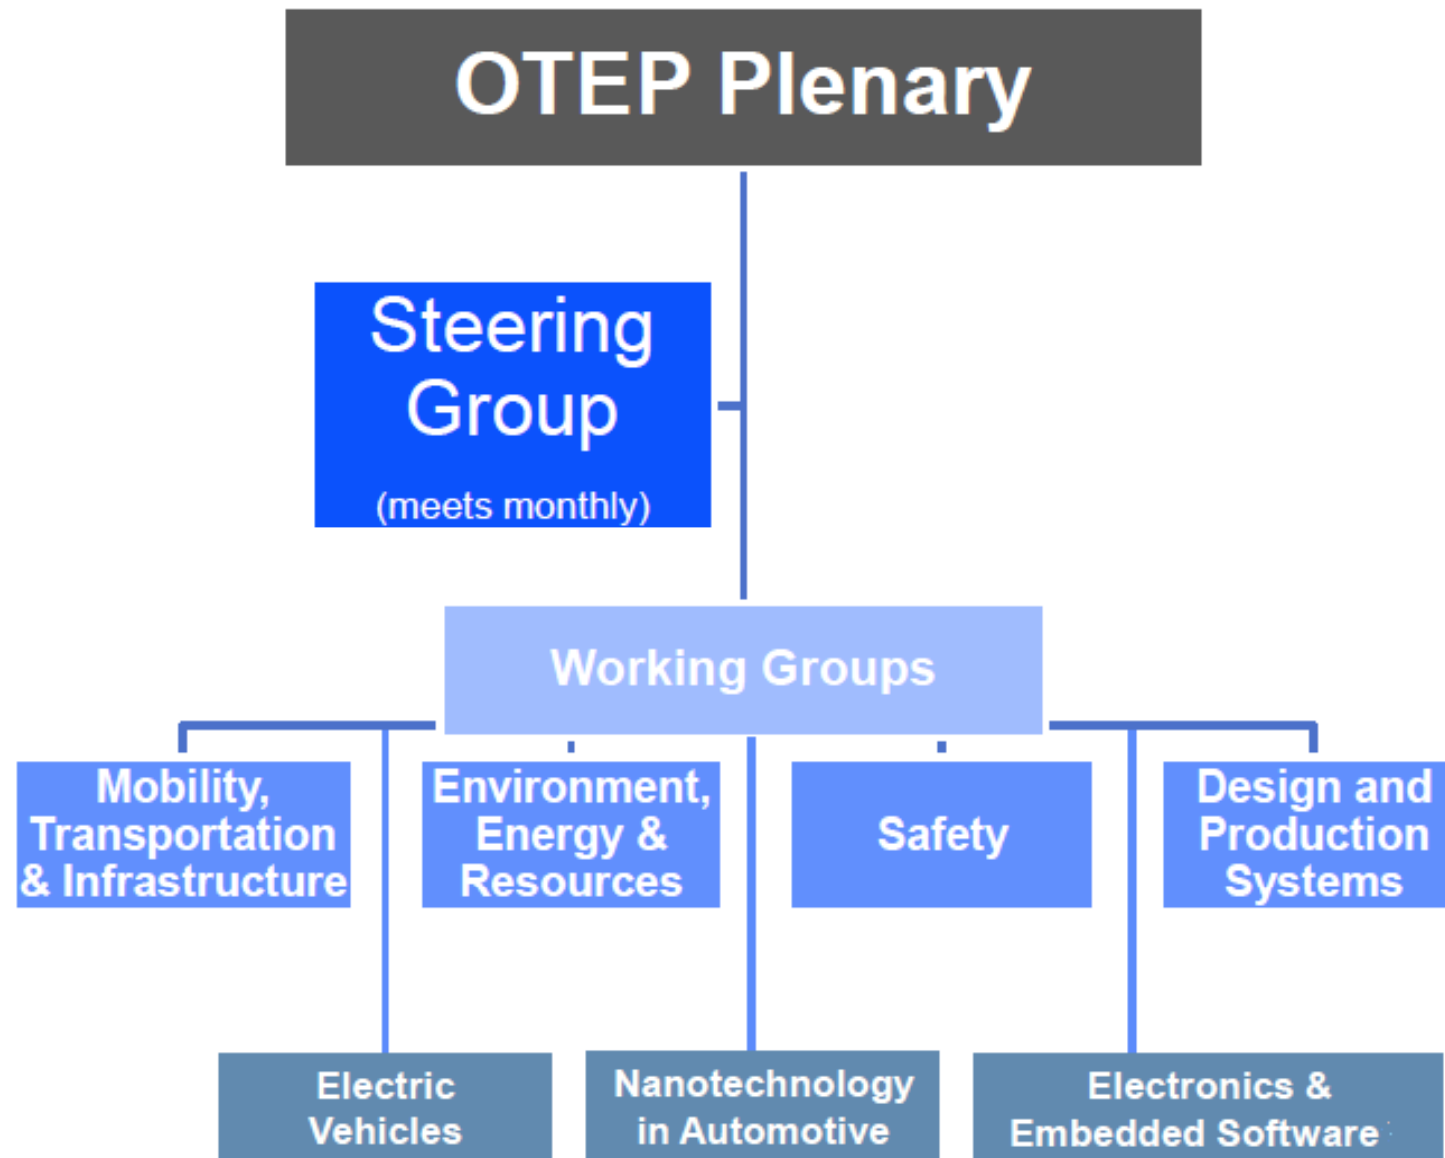 OTEP Plenary
Steering
Group
(meets monthly)
Working Groups
Mobility,
Transportation
& Infrastructure
Environment,
Energy &
Resources
Safety
Design and
Production
Systems
Electric
Vehicles
Nanotechnology
in Automotive
Electronics &
Embedded Software